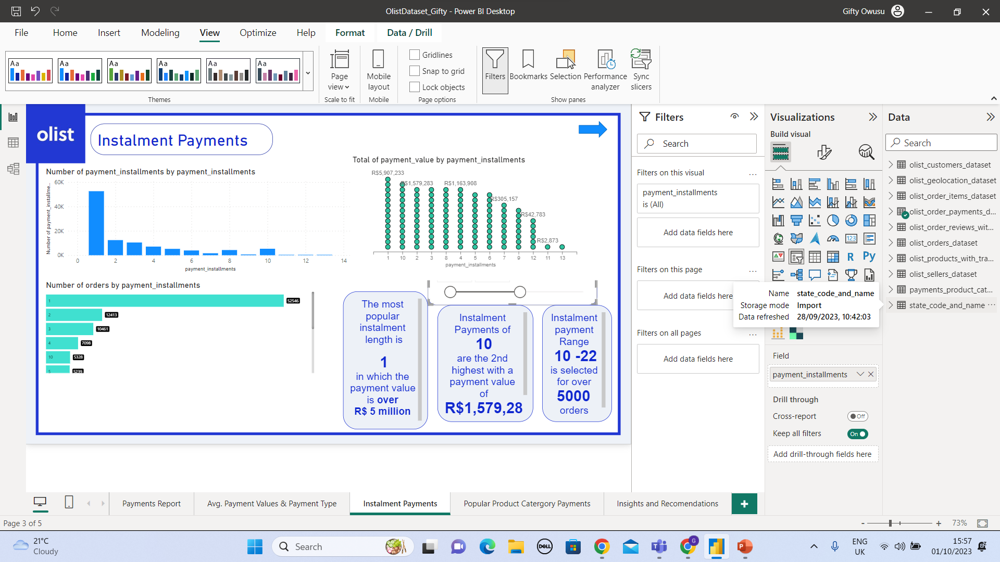 OlistDataset_Gifty - Power BI Desktop
Gifty Owusu
File
Home
Insert
Modeling
View
Optimize
Help
Format
Data / Drill
Aa
Aa
Aa
Aa
Aa
Aa
Themes
Page
view
Scale to fit
Mobile
layout
Mobile
Gridlines
Snap to grid
Lock objects
Page options
Filters
Bookmarks
Selection
Performance
analyzer
Sync
slicers
Show panes
olist
Instalment Payments
Number of payment_installments by payment_installments
Number of payment_installme...
60K
40K
20K
0K
0
2
4
6
8
10
12
14
payment_installments
Total of payment_value by payment_installments
R$5,907,233
R$1,579,283
R$1,163,908
R$305,157
R$42,783
R$2,873
1
10
2
3
8
4
5
6
7
9
12
11
13
payment_installments
Number of orders by payment_installments
1
52546
2
12413
3
10461
4
7098
10
5328
5
5239
The most
popular
instalment
length is
1
in which the
payment value
is over
R$ 5 million
Instalment
Payments of
10
are the 2nd
highest with a
payment value
of
R$1,579,28
Instalment
payment
Range
10 -22
is selected
for over
5000
orders
Filters
Search
Filters on this visual
...
payment_installments
is (All)
Add data fields here
Filters on this page
...
Add data fields here
Filters on all pages
...
Add data fields here
Visualizations
Build visual
123
R
Py
Name state_code_and_name
Storage mode Import
Data refreshed 28/09/2023, 10:42:03
Field
payment_installments
Drill through
Cross-report
Off
Keep all filters
On
Add drill-through fields here
Data
Search
olist_customers_dataset
olist_geolocation_dataset
olist_order_items_dataset
olist_order_payments_d...
olist_order_reviews_wit...
olist_orders_dataset
olist_products_with_tra...
olist_sellers_dataset
payments_product_cat...
state_code_and_name
...
Payments Report
Avg. Payment Values & Payment Type
Instalment Payments
Popular Product Catergory Payments
Insights and Recomendations
+
Page 3 of 5
-
+
73%
21°C
Cloudy
Search
DELL
G
ENG
UK
15:57
01/10/2023